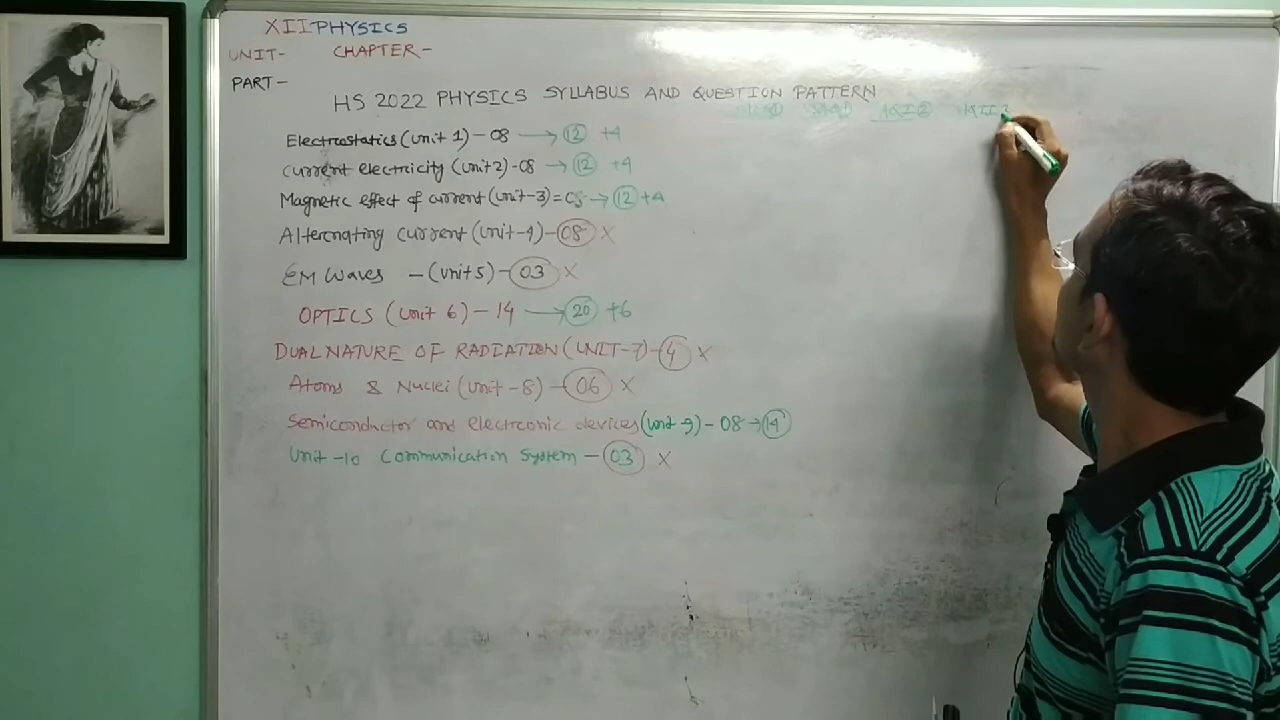 XII PHYSICS
UNIT- CHAPTER-
PART-
HS 2022 PHYSICS SYLLABUS AND QUESTION PATTERN
Electrostatics (Unit 1) - 08 → 12 +4
Current electricity (Unit 2) - 08 → 12 +4
Magnetic effect of current (Unit-3) = 08 → 12 +4
Alternating current (Unit-4) - 08 X
EM Waves - (Unit 5) - 03 X
OPTICS (Unit 6) - 14 → 20 +6
DUAL NATURE OF RADIATION (UNIT-7) - 4 X
Atoms & Nuclei (Unit-8) - 06 X
Semiconductor and electronic devices (Unit 9) - 08 → 14
Unit-10 Communication System - 03 X